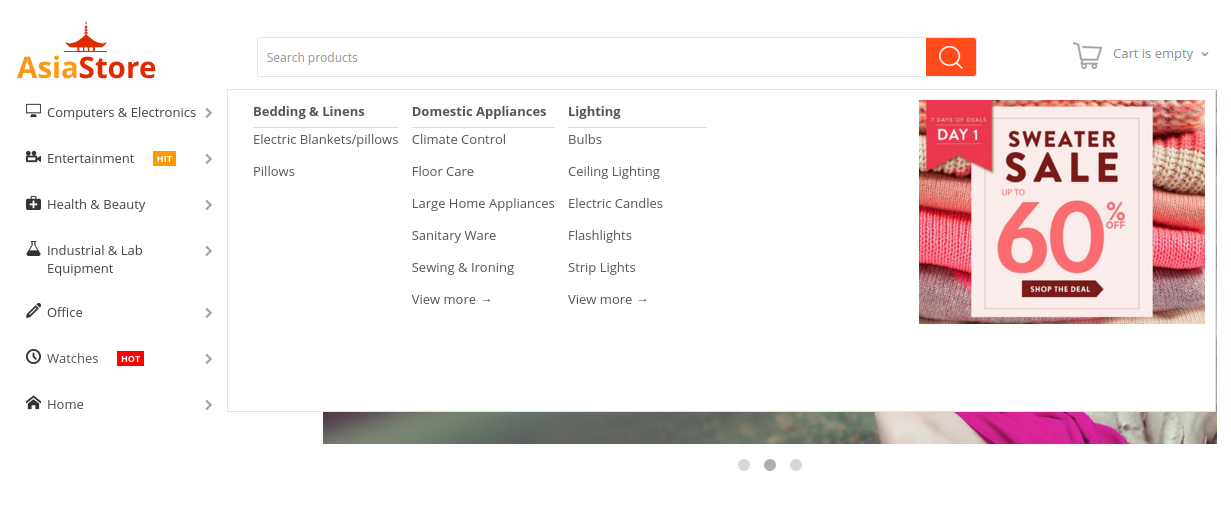 AsiaStore
Search products
Cart is empty
Computers & Electronics
Entertainment HIT
Health & Beauty
Industrial & Lab
Equipment
Office
Watches HOT
Home
Bedding & Linens
Electric Blankets/pillows
Pillows
Domestic Appliances
Climate Control
Floor Care
Large Home Appliances
Sanitary Ware
Sewing & Ironing
View more →
Lighting
Bulbs
Ceiling Lighting
Electric Candles
Flashlights
Strip Lights
View more →
7 DAYS OF DEALS
DAY 1
SWEATER
SALE
UP TO
60% OFF
SHOP THE DEAL